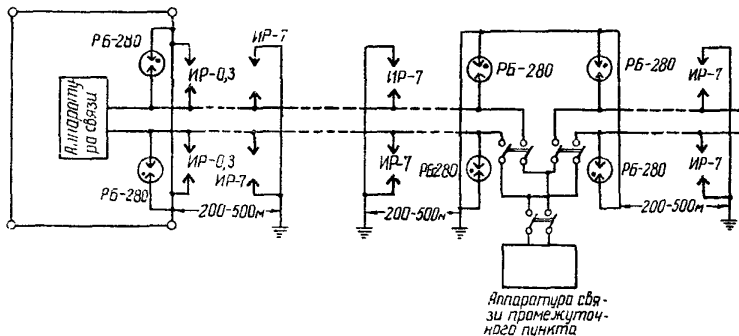 РБ-280
ИР-7
ИР-0,3
ИР-7
РБ-280
РБ-280
ИР-7
Аппарату
ра связи
ИР-0,3
ИР-7
ИР-7
РБ280
РБ-280
ИР-7
РБ-280
200-500м
200-500м
200-500м
Аппаратура свя-
зи промежуточ-
ного пункта